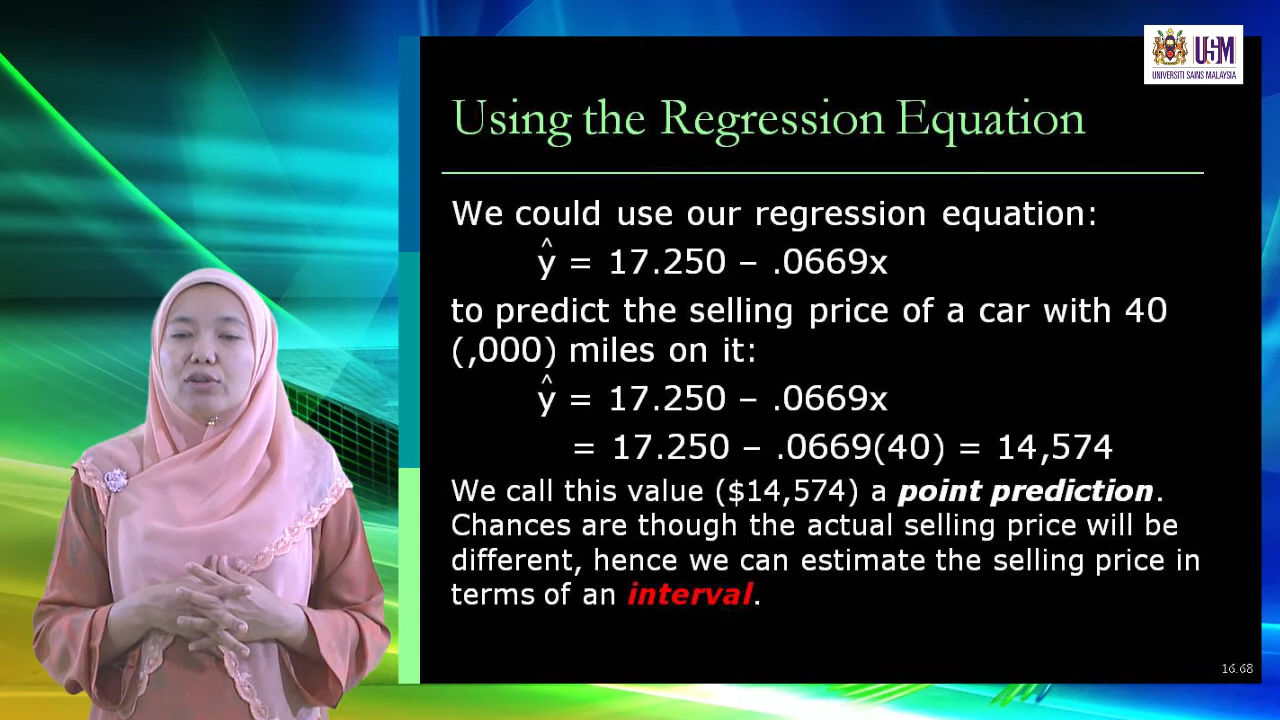 USM
UNIVERSITI SAINS MALAYSIA
Using the Regression Equation
We could use our regression equation:
ŷ = 17.250 – .0669x
to predict the selling price of a car with 40
(,000) miles on it:
ŷ = 17.250 – .0669x
= 17.250 – .0669(40) = 14,574
We call this value ($14,574) a point prediction.
Chances are though the actual selling price will be
different, hence we can estimate the selling price in
terms of an interval.
16.68